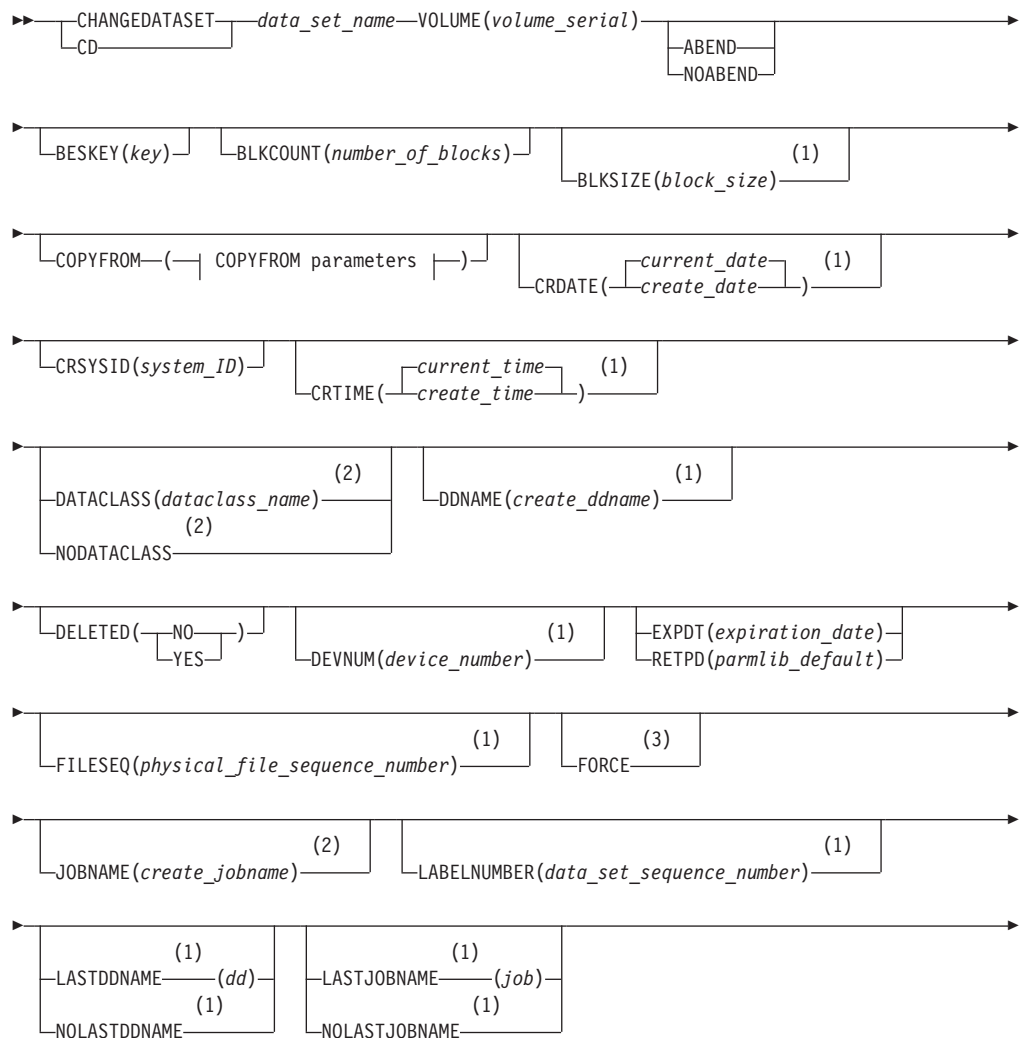 CHANGEDATASET data_set_name VOLUME(volume_serial)
CD ABEND
NOABEND
BESKEY(key) BLKCOUNT(number_of_blocks) (1)
BLKSIZE(block_size)
COPYFROM ( COPYFROM parameters ) current_date (1)
CRDATE( create_date )
CRSYSID(system_ID) current_time (1)
CRTIME( create_time )
(2) (1)
DATACLASS(dataclass_name) DDNAME(create_ddname)
(2)
NODATACLASS
DELETED( NO ) (1) EXPDT(expiration_date)
YES DEVNUM(device_number) RETPD(parmlib_default)
(1) (3)
FILESEQ(physical_file_sequence_number) FORCE
(2) (1)
JOBNAME(create_jobname) LABELNUMBER(data_set_sequence_number)
(1) (1)
LASTDDNAME (dd) LASTJOBNAME (job)
(1) (1)
NOLASTDDNAME NOLASTJOBNAME